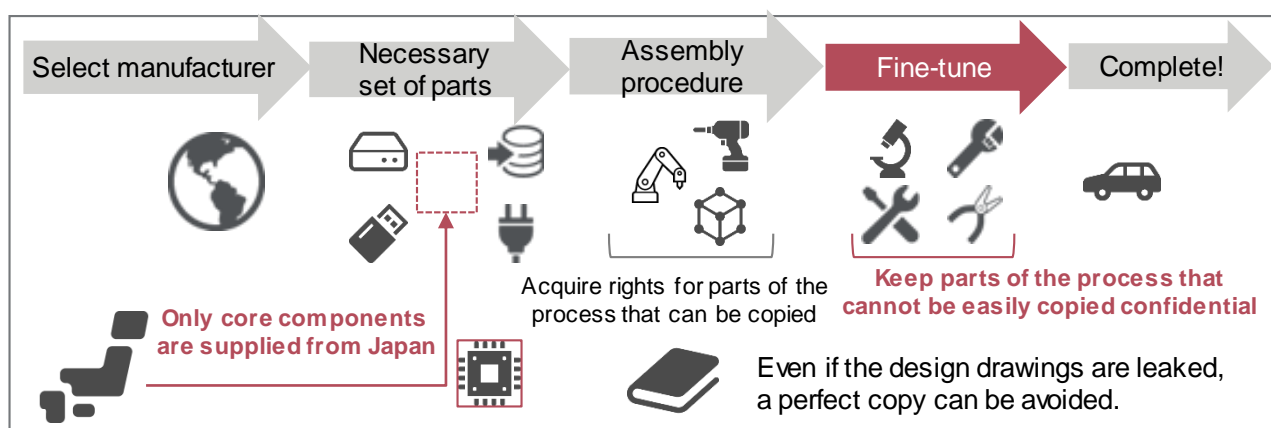 Select manufacturer
Necessary
set of parts
Assembly
procedure
Fine-tune
Complete!
Only core components
are supplied from Japan
Acquire rights for parts of the
process that can be copied
Keep parts of the process that
cannot be easily copied confidential
Even if the design drawings are leaked,
a perfect copy can be avoided.